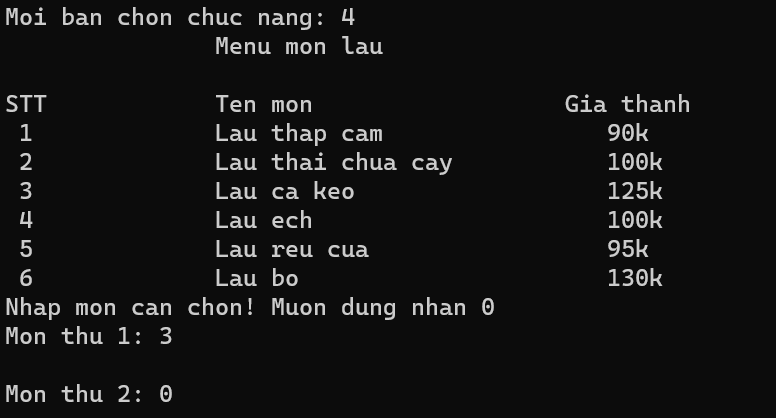 Moi ban chon chuc nang: 4
Menu mon lau
STT Ten mon Gia thanh
1 Lau thap cam 90k
2 Lau thai chua cay 100k
3 Lau ca keo 125k
4 Lau ech 100k
5 Lau reu cua 95k
6 Lau bo 130k
Nhap mon can chon! Muon dung nhan 0
Mon thu 1: 3
Mon thu 2: 0